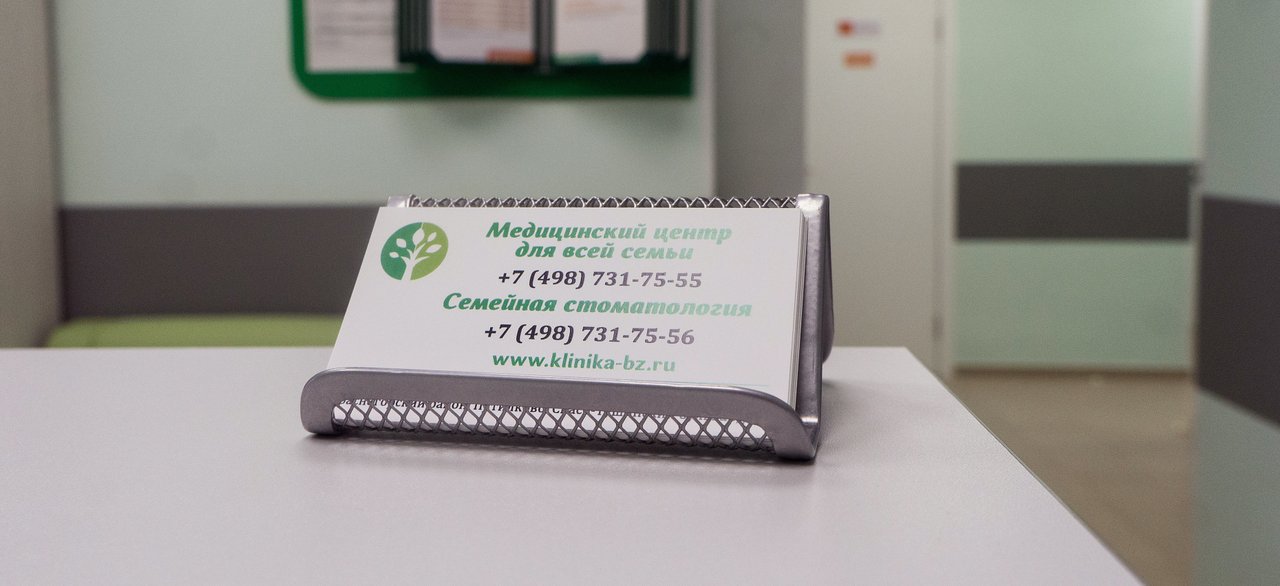 Медицинский центр
для всей семьи
+7 (498) 731-75-55
Семейная стоматология
+7 (498) 731-75-56
www.klinika-bz.ru